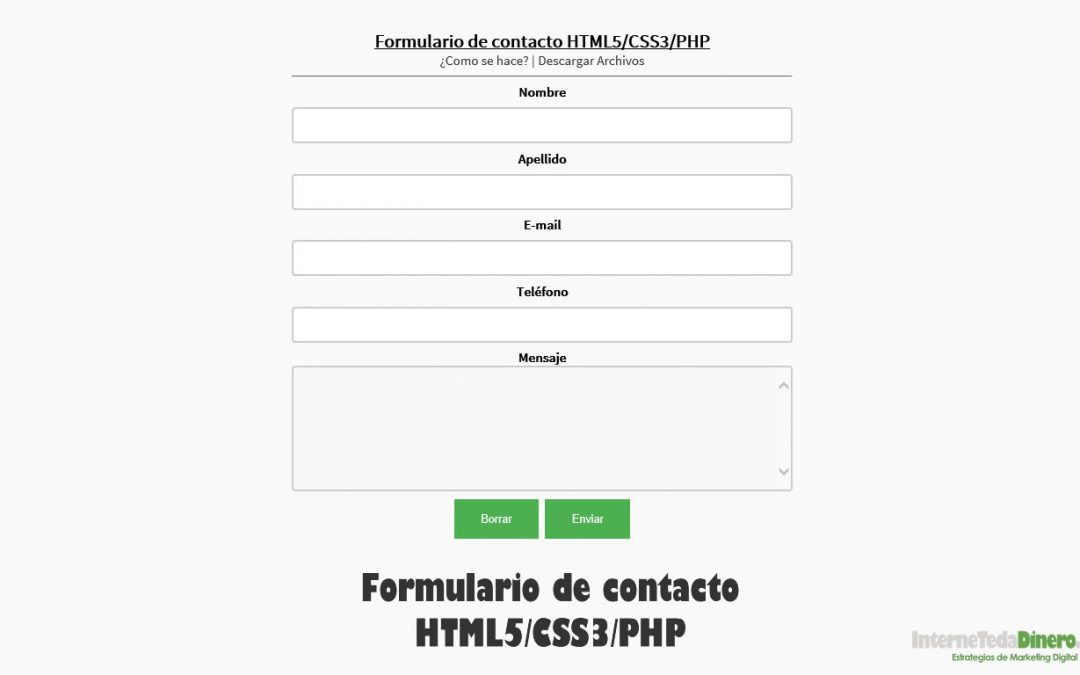 Formulario de contacto HTML5/CSS3/PHP
¿Como se hace? | Descargar Archivos
Nombre
Apellido
E-mail
Teléfono
Mensaje
Borrar Enviar
Formulario de contacto
HTML5/CSS3/PHP
InterneTedaDinero.
Estrategias de Marketing Digital